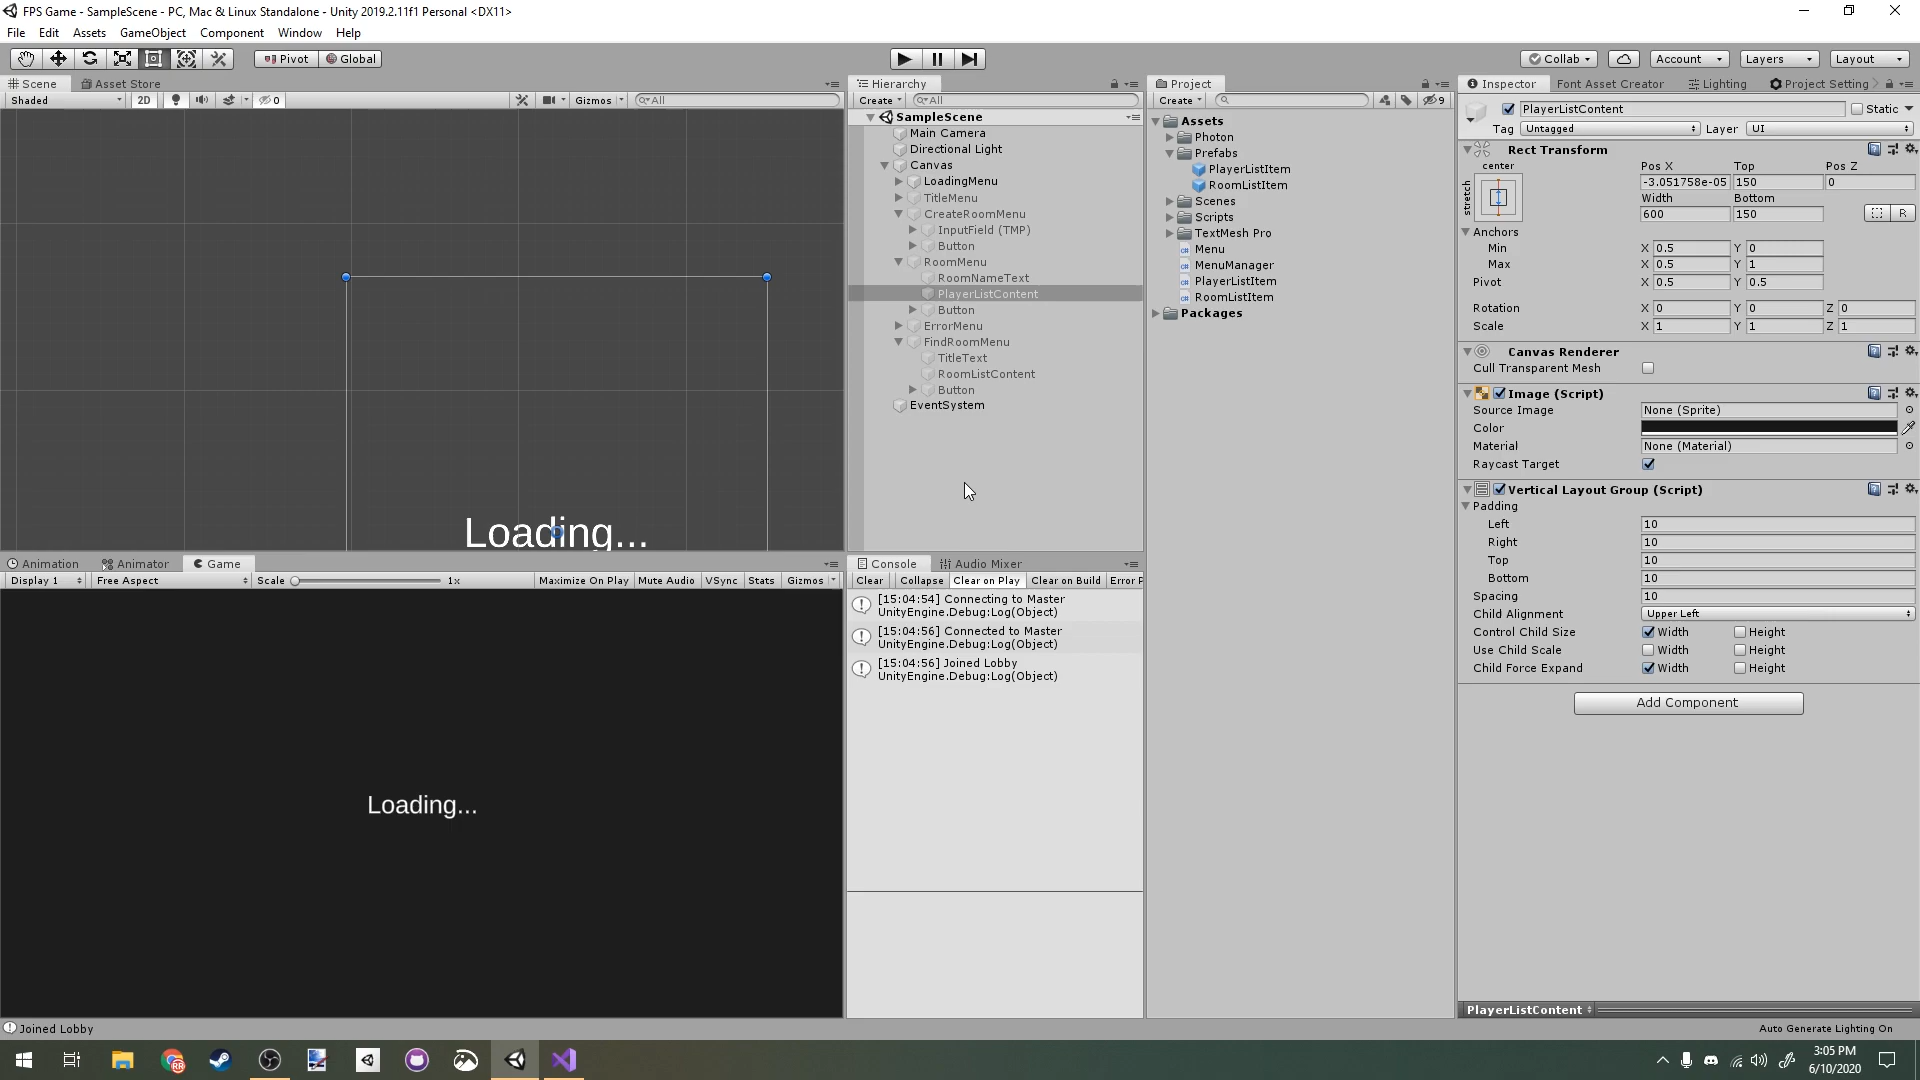 FPS Game - SampleScene - PC, Mac & Linux Standalone - Unity 2019.2.11f1 Personal <DX11>
File Edit Assets GameObject Component Window Help
Pivot Global Collab Account Layers Layout
Scene Asset Store
Shaded 2D 0 Gizmos All
Loading...
Hierarchy
Create All
SampleScene
Main Camera
Directional Light
Canvas
LoadingMenu
TitleMenu
CreateRoomMenu
InputField (TMP)
Button
RoomMenu
RoomNameText
PlayerListContent
Button
ErrorMenu
FindRoomMenu
TitleText
RoomListContent
Button
EventSystem
Project
Create 9
Assets
Photon
Prefabs
PlayerListItem
RoomListItem
Scenes
Scripts
TextMesh Pro
Menu
MenuManager
PlayerListItem
RoomListItem
Packages
Inspector Font Asset Creator Lighting Project Setting
PlayerListContent Static
Tag Untagged Layer UI
Rect Transform
center Pos X Top Pos Z
stretch
-3.051758e-05 150 0
Width Bottom
600 150 R
Anchors
Min X 0.5 Y 0
Max X 0.5 Y 1
Pivot X 0.5 Y 0.5
Rotation X 0 Y 0 Z 0
Scale X 1 Y 1 Z 1
Canvas Renderer
Cull Transparent Mesh
Image (Script)
Source Image None (Sprite)
Color
Material None (Material)
Raycast Target
Vertical Layout Group (Script)
Padding
Left 10
Right 10
Top 10
Bottom 10
Spacing 10
Child Alignment Upper Left
Control Child Size Width Height
Use Child Scale Width Height
Child Force Expand Width Height
Add Component
PlayerListContent
Auto Generate Lighting On
Animation Animator Game
Display 1 Free Aspect Scale 1x Maximize On Play Mute Audio VSync Stats Gizmos
Loading...
Console Audio Mixer
Clear Collapse Clear on Play Clear on Build Error P
[15:04:54] Connecting to Master
UnityEngine.Debug:Log(Object)
[15:04:56] Connected to Master
UnityEngine.Debug:Log(Object)
[15:04:56] Joined Lobby
UnityEngine.Debug:Log(Object)
Joined Lobby
RR
3:05 PM
6/10/2020